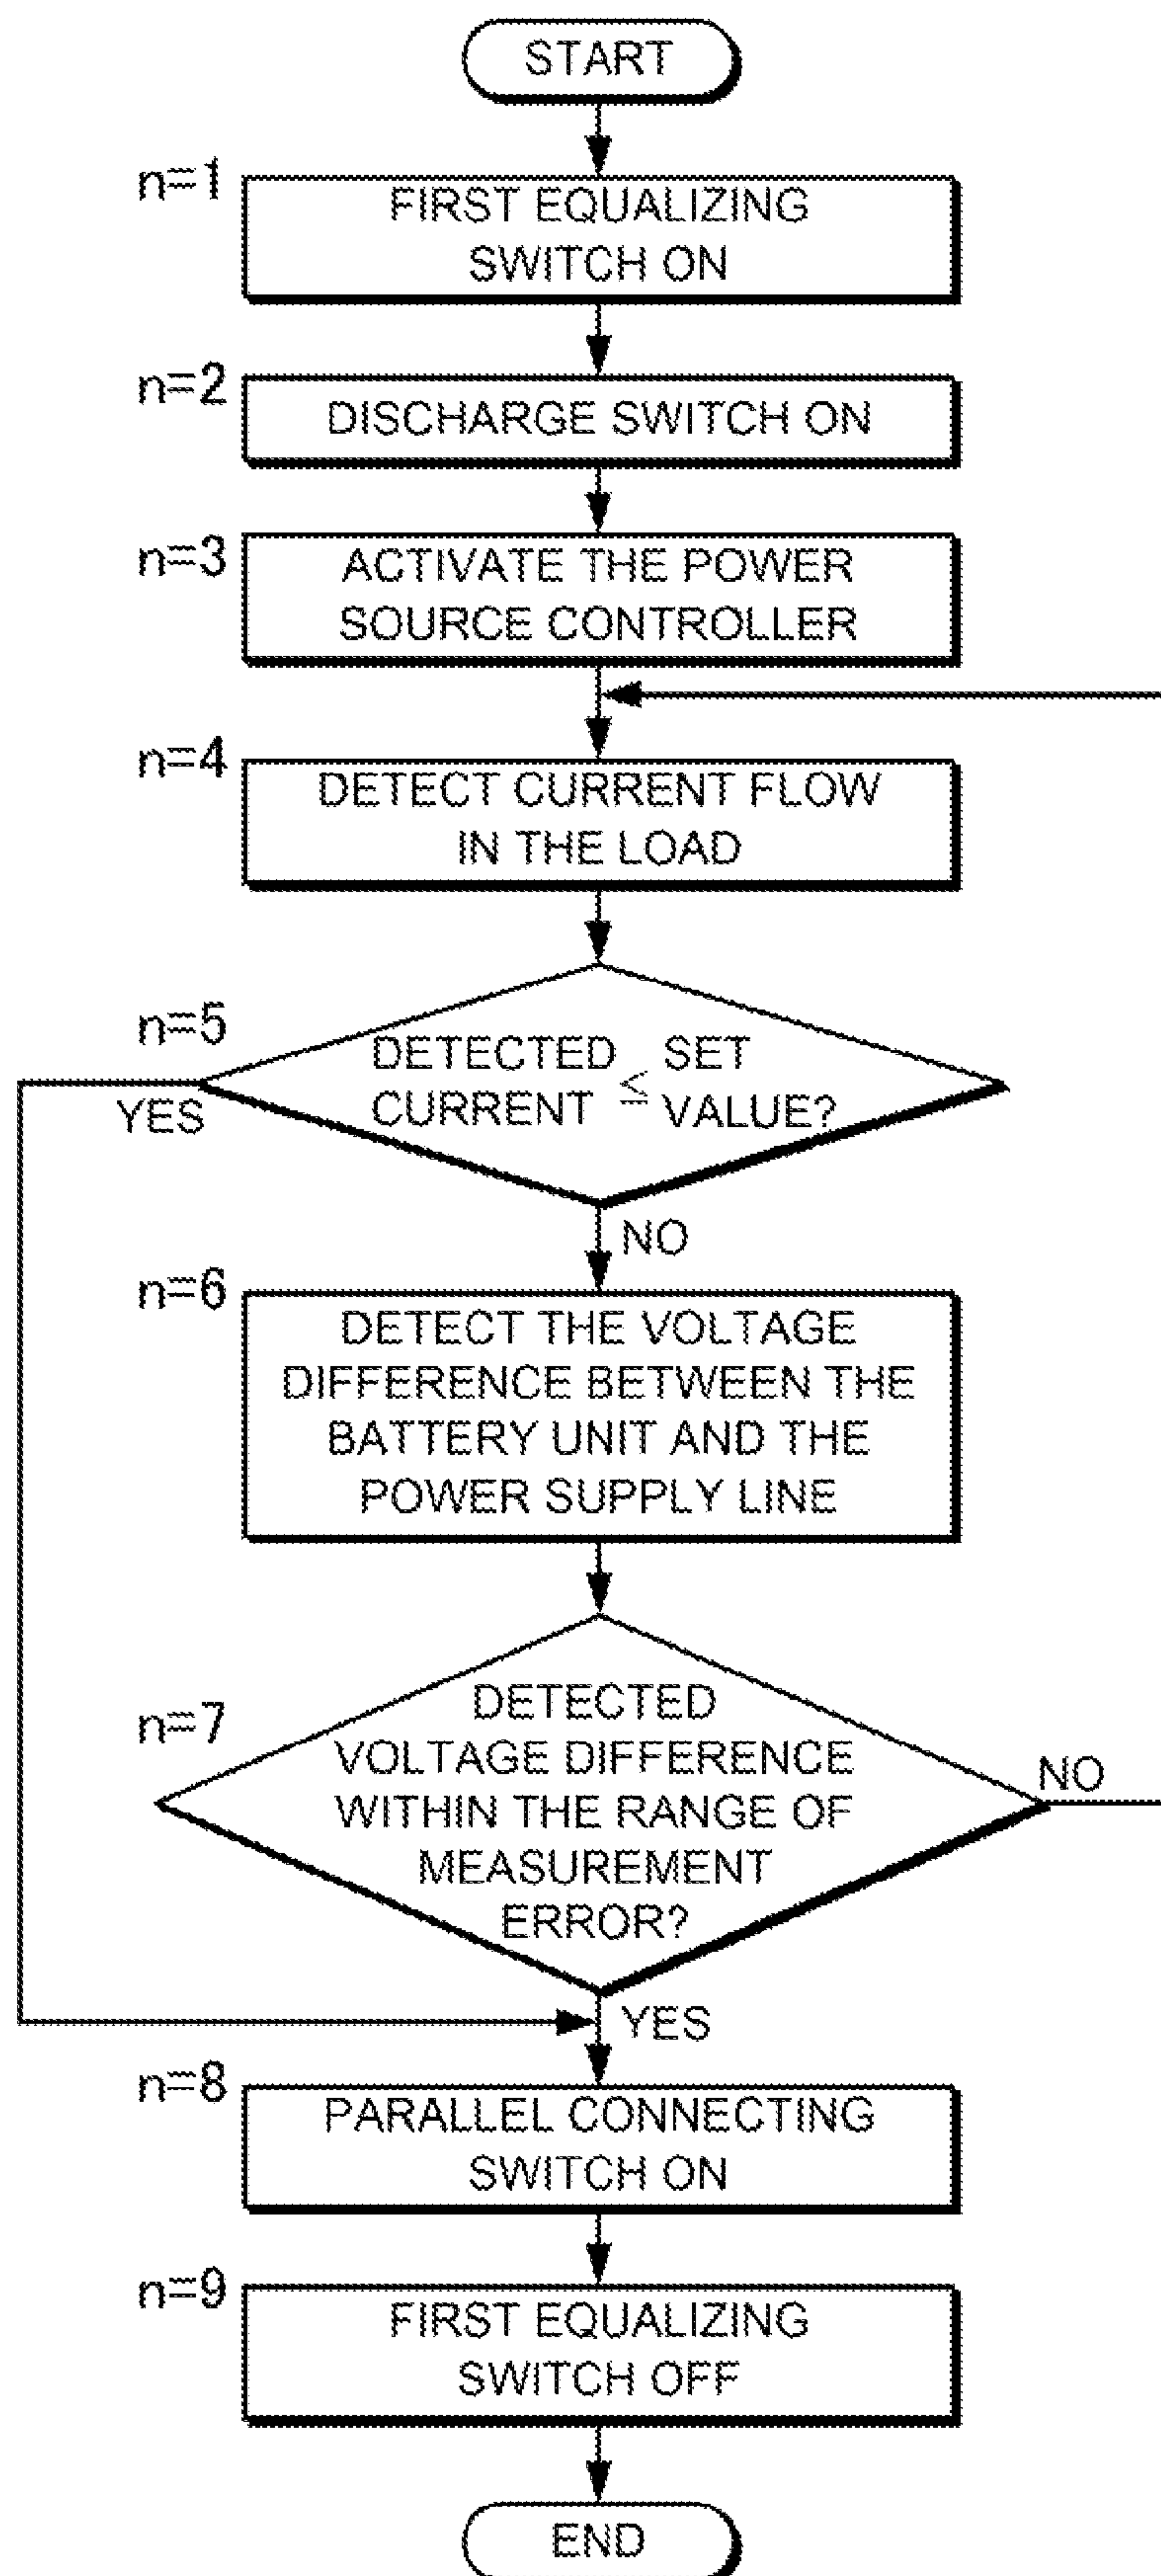 START
n=1
FIRST EQUALIZING
SWITCH ON
n=2
DISCHARGE SWITCH ON
n=3
ACTIVATE THE POWER
SOURCE CONTROLLER
n=4
DETECT CURRENT FLOW
IN THE LOAD
n=5
DETECTED
CURRENT
≦
SET
VALUE?
YES
NO
n=6
DETECT THE VOLTAGE
DIFFERENCE BETWEEN THE
BATTERY UNIT AND THE
POWER SUPPLY LINE
n=7
DETECTED
VOLTAGE DIFFERENCE
WITHIN THE RANGE OF
MEASUREMENT
ERROR?
NO
YES
n=8
PARALLEL CONNECTING
SWITCH ON
n=9
FIRST EQUALIZING
SWITCH OFF
END